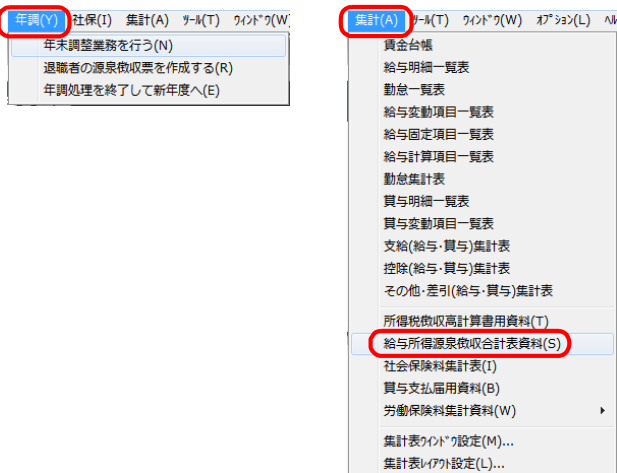 年調(Y) 社保(I) 集計(A) ﾂｰﾙ(T) ｳｨﾝﾄﾞｳ(W
年末調整業務を行う(N)
退職者の源泉徴収票を作成する(R)
年調処理を終了して新年度へ(E)
集計(A) ﾂｰﾙ(T) ｳｨﾝﾄﾞｳ(W) ｵﾌﾟｼｮﾝ(L) ﾍﾙ
賃金台帳
給与明細一覧表
勤怠一覧表
給与変動項目一覧表
給与固定項目一覧表
給与計算項目一覧表
勤怠集計表
賞与明細一覧表
賞与変動項目一覧表
支給(給与･賞与)集計表
控除(給与･賞与)集計表
その他･差引(給与･賞与)集計表
所得税徴収高計算書用資料(T)
給与所得源泉徴収合計表資料(S)
社会保険料集計表(I)
賞与支払届用資料(B)
労働保険料集計資料(W)
集計表ｳｨﾝﾄﾞｳ設定(M)...
集計表ﾚｲｱｳﾄ設定(L)...